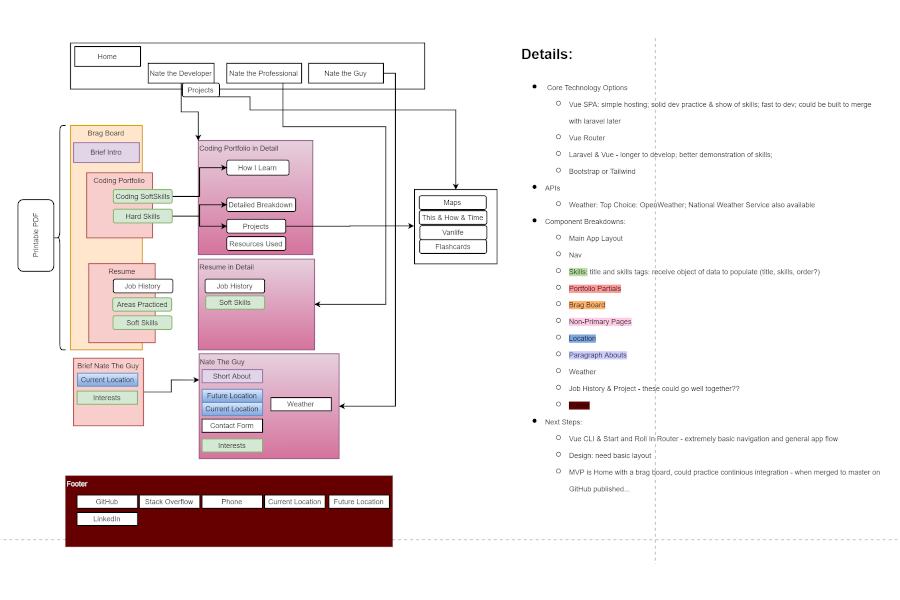 Home
Nate the Developer
Nate the Professional
Nate the Guy
Projects
Printable PDF
Brag Board
Brief Intro
Coding Portfolio
Coding SoftSkills
Hard Skills
Resume
Job History
Areas Practiced
Soft Skills
Brief Nate The Guy
Current Location
Interests
Coding Portfolio in Detail
How I Learn
Detailed Breakdown
Projects
Resources Used
Resume in Detail
Job History
Soft Skills
Nate The Guy
Short About
Future Location
Current Location
Weather
Contact Form
Interests
Maps
This & How & Time
Vanlife
Flashcards
Footer
GitHub
Stack Overflow
Phone
Current Location
Future Location
LinkedIn
Details:
Core Technology Options
Vue SPA: simple hosting; solid dev practice & show of skills; fast to dev; could be built to merge
with laravel later
Vue Router
Laravel & Vue - longer to develop; better demonstration of skills;
Bootstrap or Tailwind
APIs
Weather: Top Choice: OpenWeather; National Weather Service also available
Component Breakdowns:
Main App Layout
Nav
Skills: title and skills tags: receive object of data to populate (title, skills, order?)
Portfolio Partials
Brag Board
Non-Primary Pages
Location
Paragraph Abouts
Weather
Job History & Project - these could go well together??
Next Steps:
Vue CLI & Start and Roll In Router - extremely basic navigation and general app flow
Design: need basic layout
MVP is Home with a brag board, could practice continious integration - when merged to master on
GitHub published...